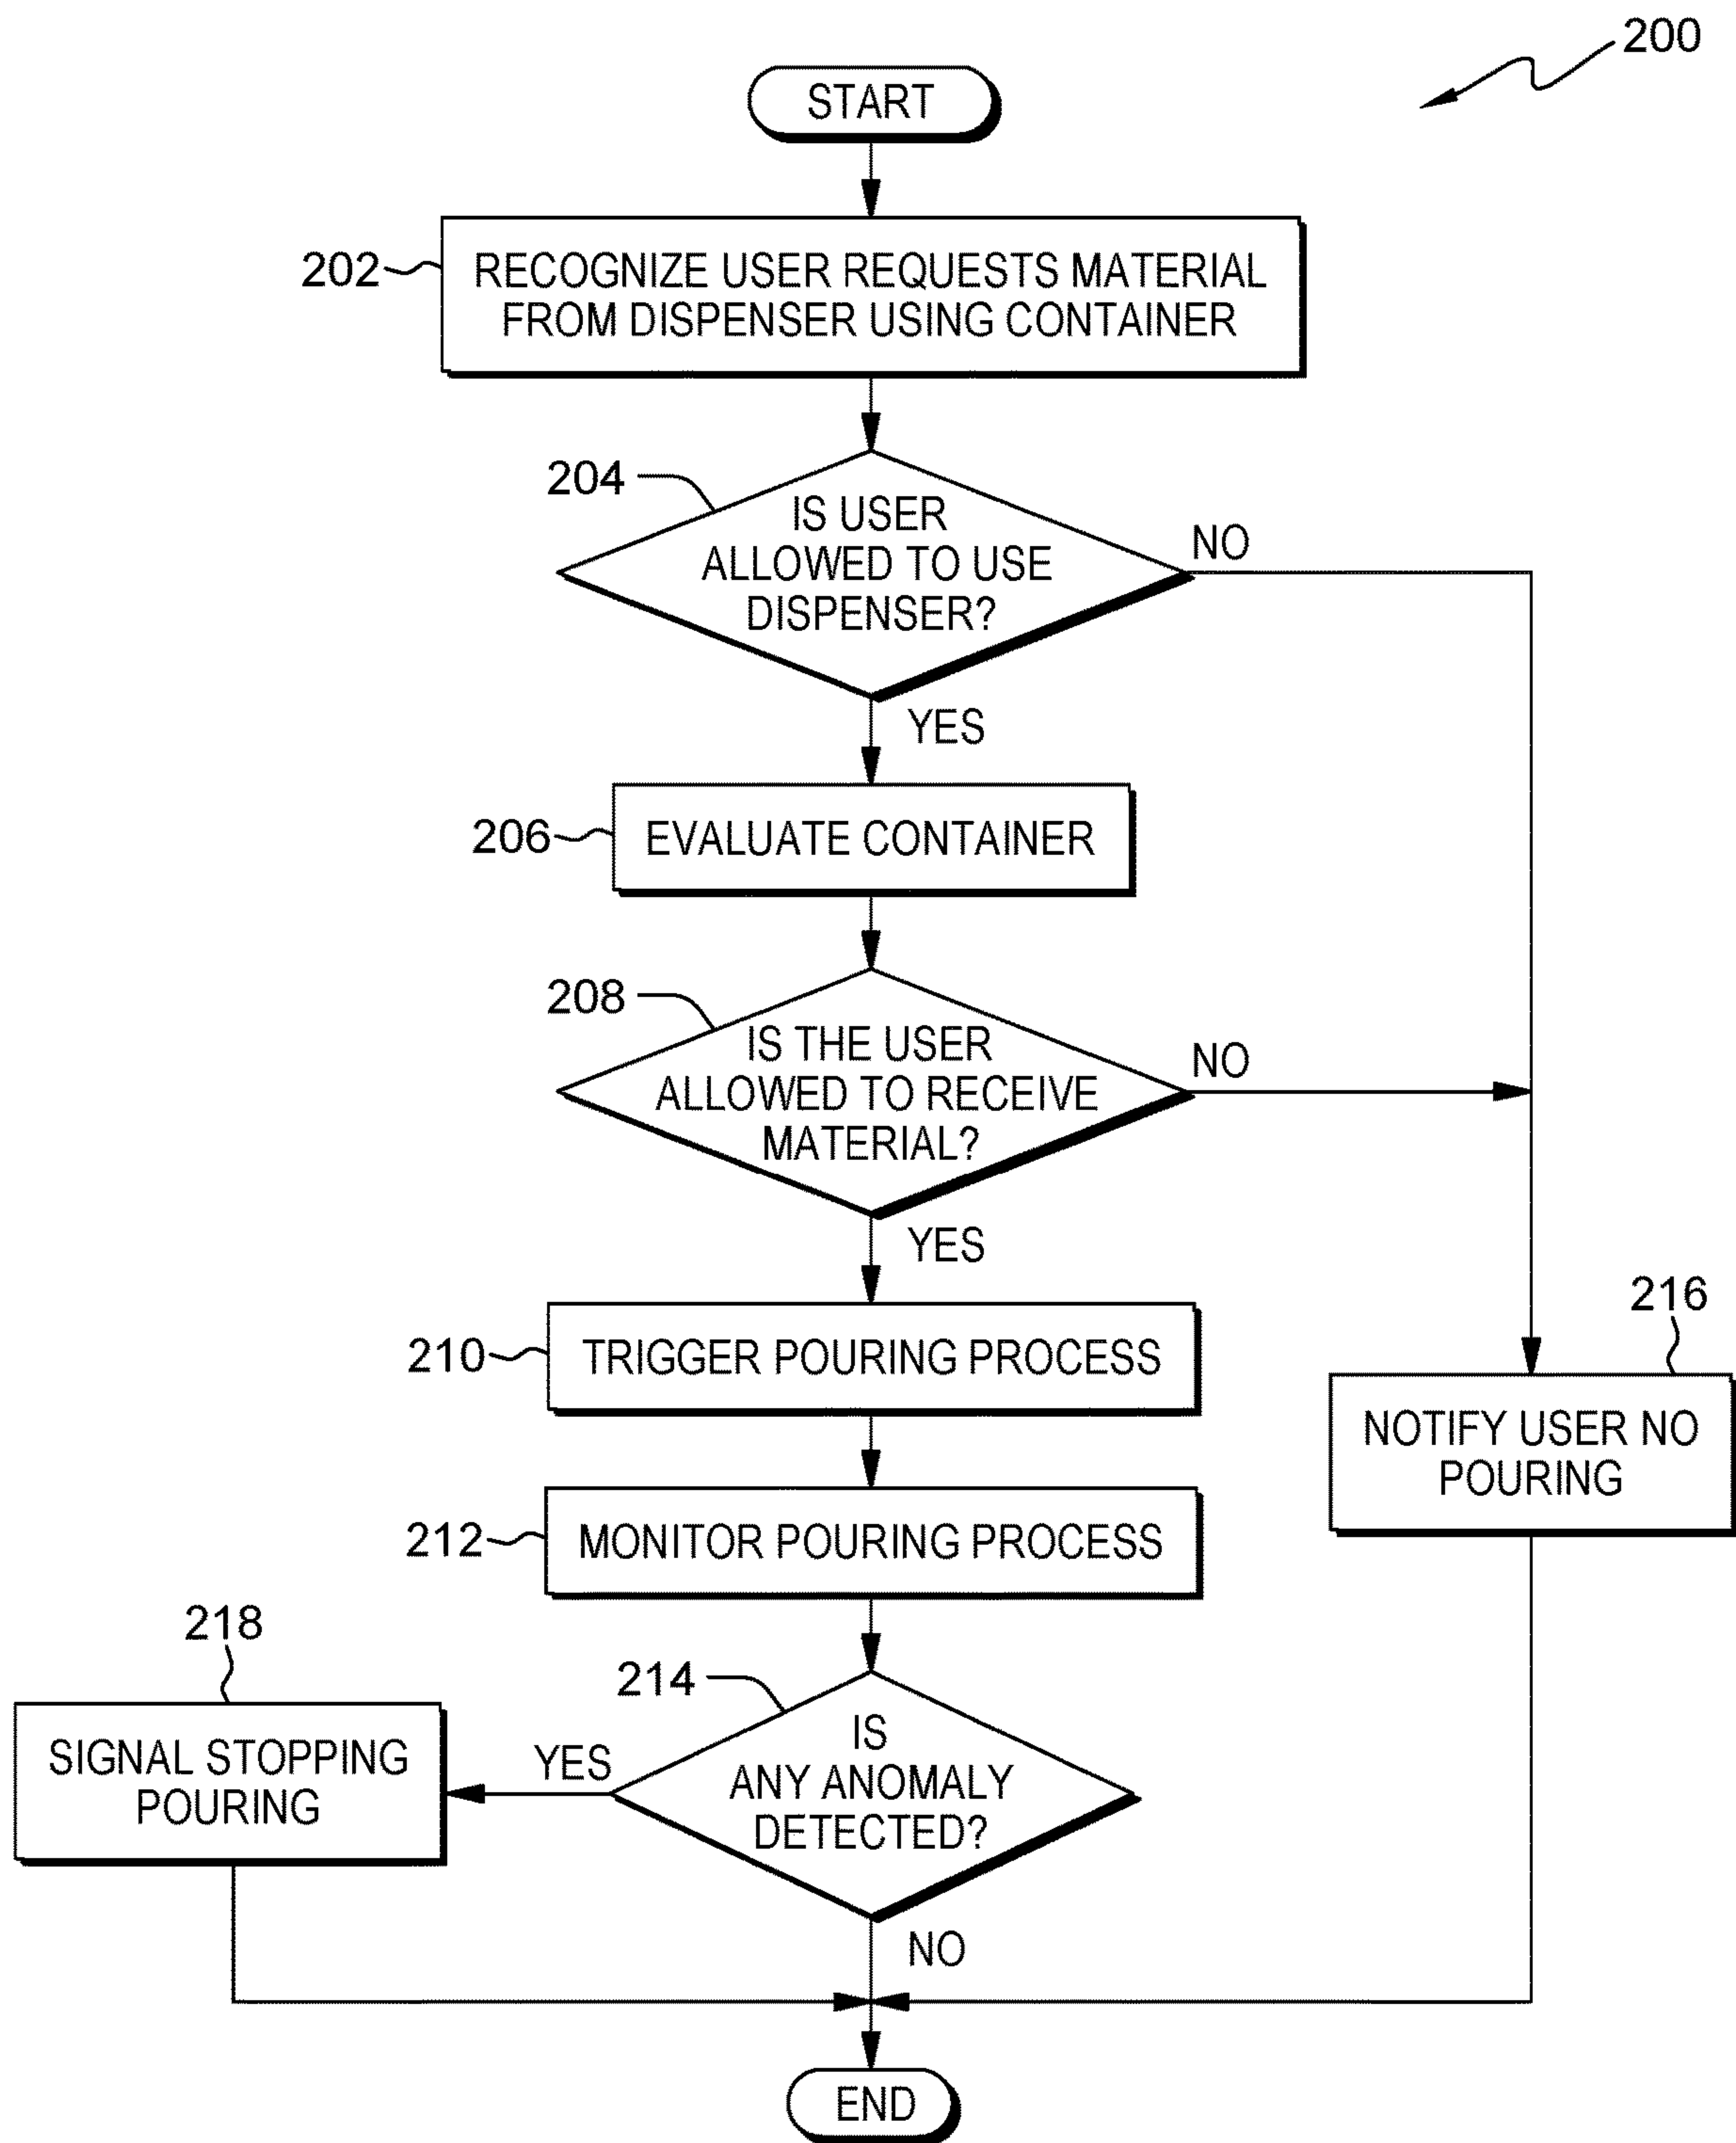 200
START
202
RECOGNIZE USER REQUESTS MATERIAL
FROM DISPENSER USING CONTAINER
204
IS USER
ALLOWED TO USE
DISPENSER?
NO
YES
206
EVALUATE CONTAINER
208
IS THE USER
ALLOWED TO RECEIVE
MATERIAL?
NO
YES
210
TRIGGER POURING PROCESS
216
NOTIFY USER NO
POURING
212
MONITOR POURING PROCESS
218
SIGNAL STOPPING
POURING
214
YES
IS
ANY ANOMALY
DETECTED?
NO
END